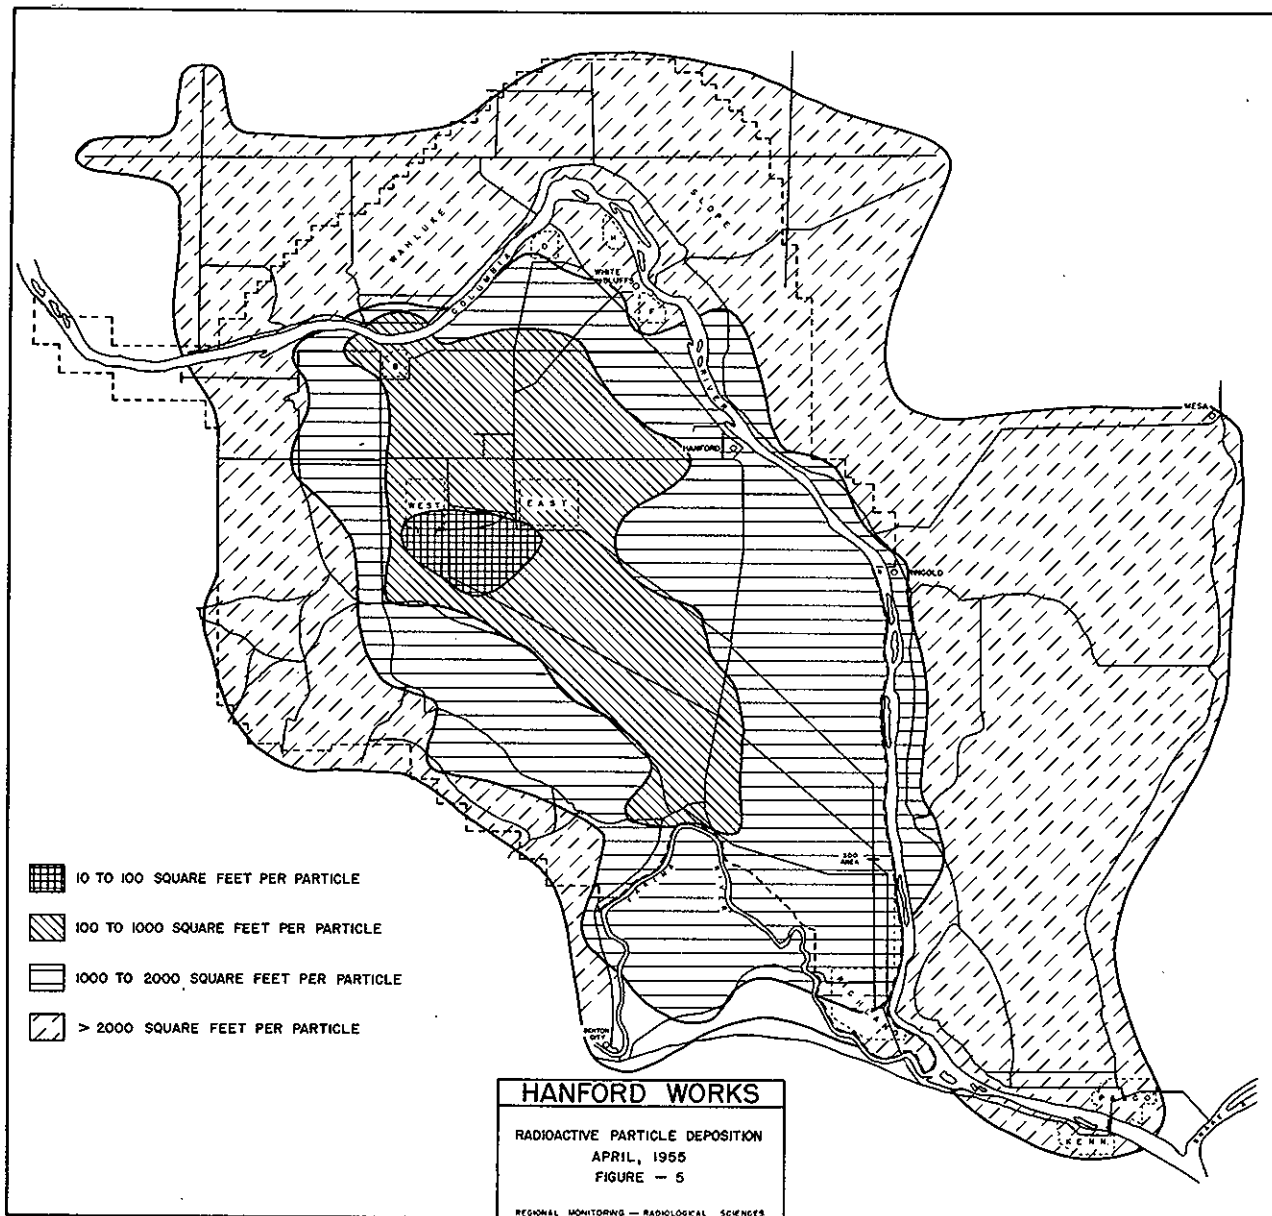 WAHLUKE
SLOPE
COLUMBIA
RIVER
D
H
WHITE
BLUFFS
F
B
MESA
HANFORD
WEST
EAST
RINGOLD
300
AREA
10 TO 100 SQUARE FEET PER PARTICLE
100 TO 1000 SQUARE FEET PER PARTICLE
1000 TO 2000 SQUARE FEET PER PARTICLE
> 2000 SQUARE FEET PER PARTICLE
RICHLAND
BENTON
CITY
PASCO
KENN.
SNAKE R
HANFORD WORKS
RADIOACTIVE PARTICLE DEPOSITION
APRIL, 1955
FIGURE - 5
REGIONAL MONITORING - RADIOLOGICAL SCIENCES